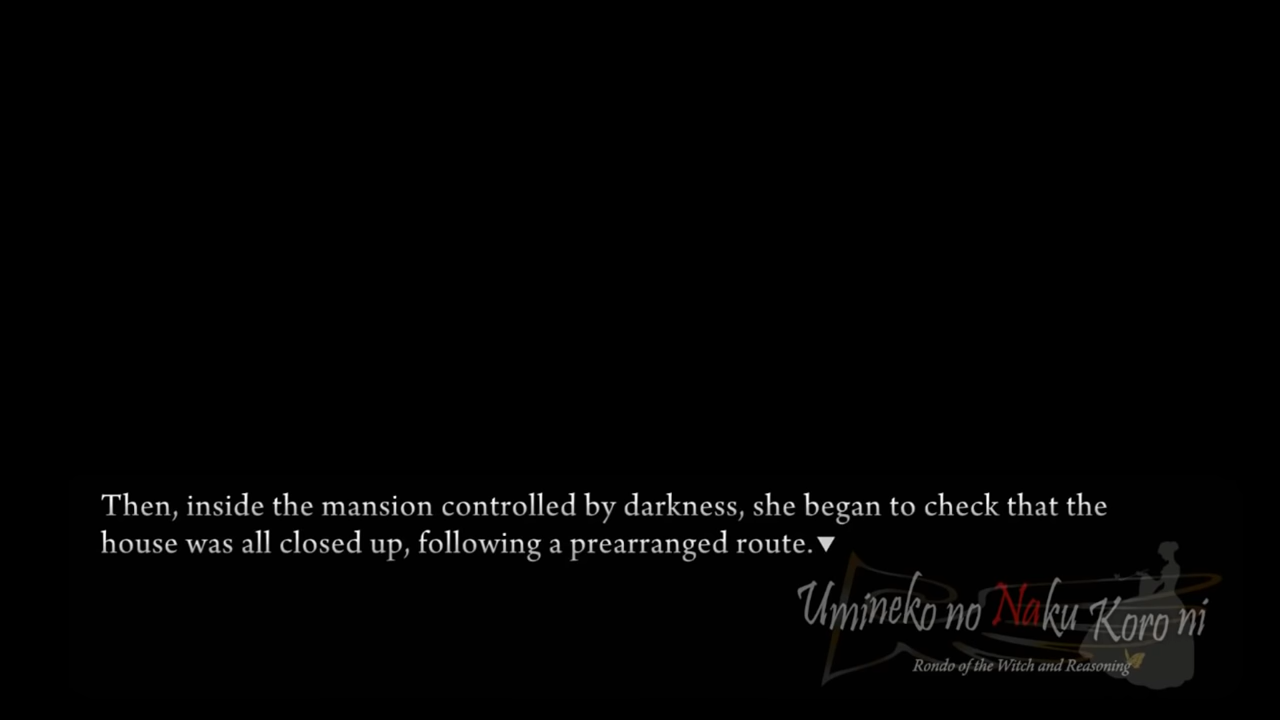 Then, inside the mansion controlled by darkness, she began to check that the
house was all closed up, following a prearranged route.
Umineko no Naku Koro ni
Rondo of the Witch and Reasoning